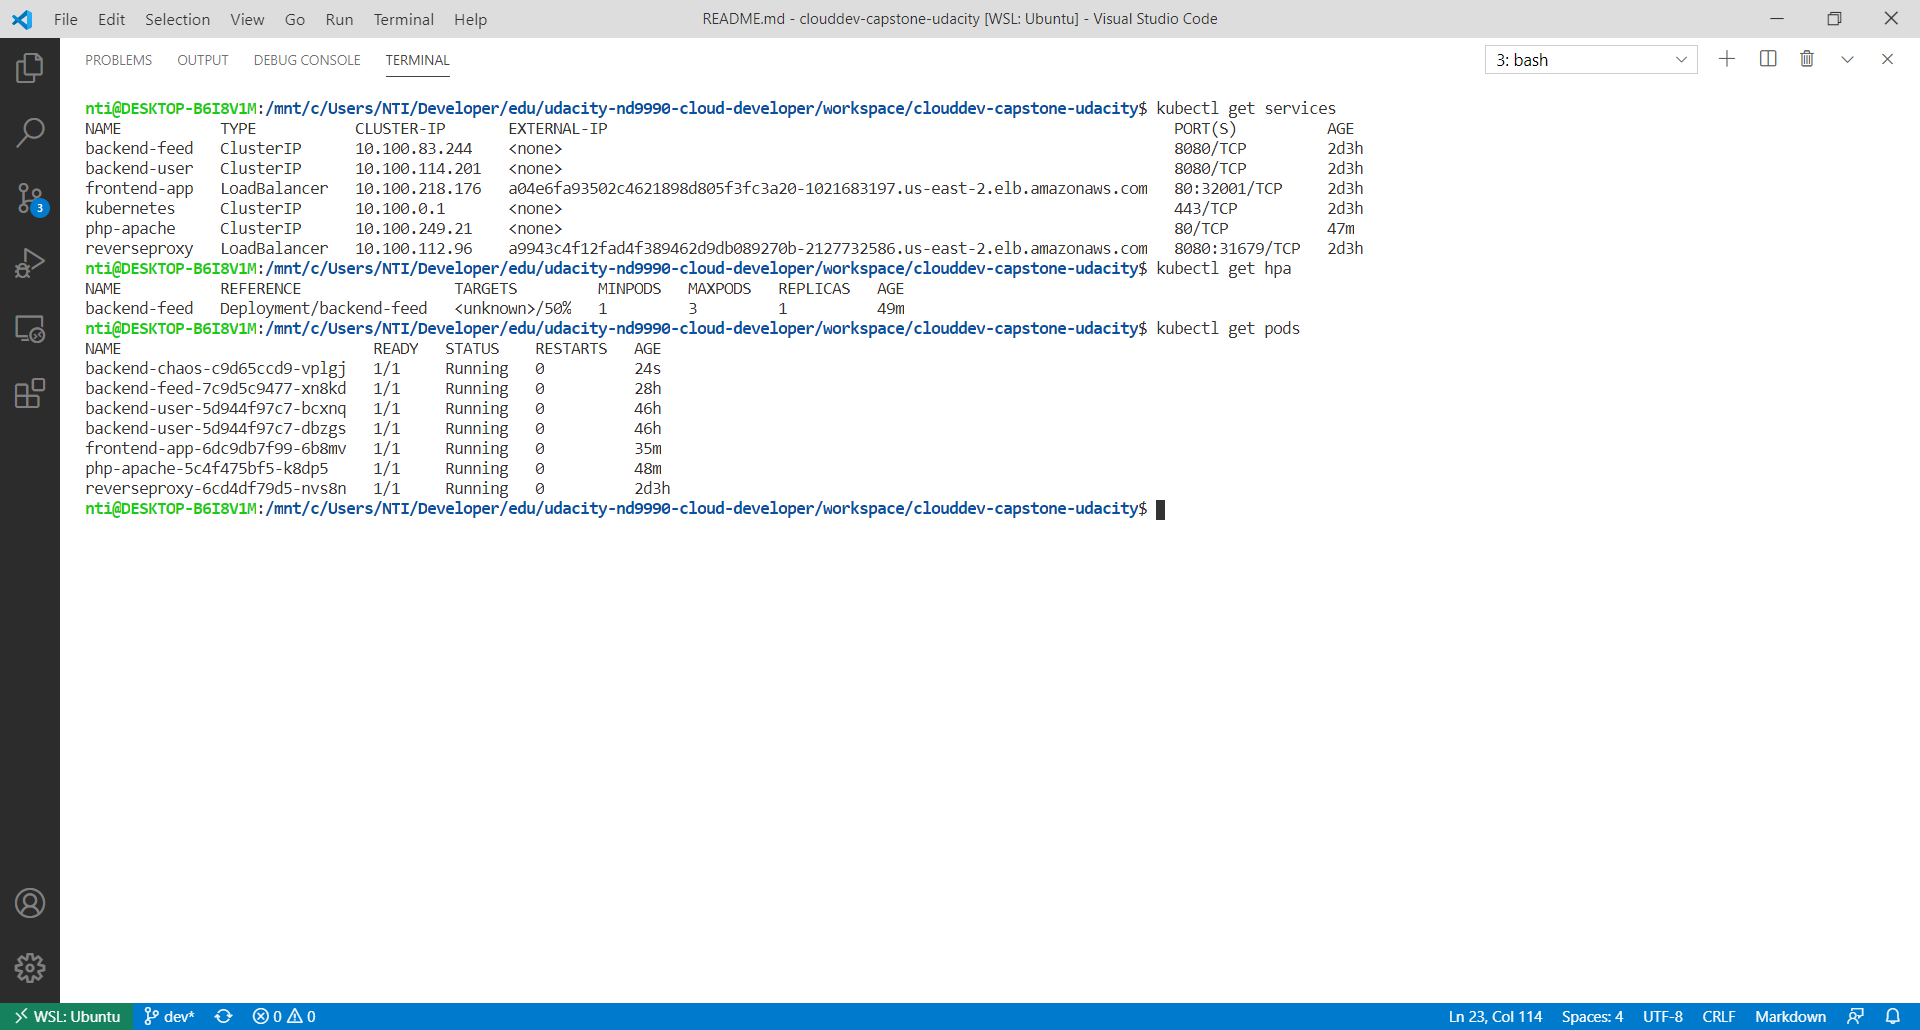 File Edit Selection View Go Run Terminal Help README.md - clouddev-capstone-udacity [WSL: Ubuntu] - Visual Studio Code
PROBLEMS OUTPUT DEBUG CONSOLE TERMINAL 3: bash
nti@DESKTOP-B6I8V1M:/mnt/c/Users/NTI/Developer/edu/udacity-nd9990-cloud-developer/workspace/clouddev-capstone-udacity$ kubectl get services
NAME TYPE CLUSTER-IP EXTERNAL-IP PORT(S) AGE
backend-feed ClusterIP 10.100.83.244 <none> 8080/TCP 2d3h
backend-user ClusterIP 10.100.114.201 <none> 8080/TCP 2d3h
frontend-app LoadBalancer 10.100.218.176 a04e6fa93502c4621898d805f3fc3a20-1021683197.us-east-2.elb.amazonaws.com 80:32001/TCP 2d3h
kubernetes ClusterIP 10.100.0.1 <none> 443/TCP 2d3h
php-apache ClusterIP 10.100.249.21 <none> 80/TCP 47m
reverseproxy LoadBalancer 10.100.112.96 a9943c4f12fad4f389462d9db089270b-2127732586.us-east-2.elb.amazonaws.com 8080:31679/TCP 2d3h
nti@DESKTOP-B6I8V1M:/mnt/c/Users/NTI/Developer/edu/udacity-nd9990-cloud-developer/workspace/clouddev-capstone-udacity$ kubectl get hpa
NAME REFERENCE TARGETS MINPODS MAXPODS REPLICAS AGE
backend-feed Deployment/backend-feed <unknown>/50% 1 3 1 49m
nti@DESKTOP-B6I8V1M:/mnt/c/Users/NTI/Developer/edu/udacity-nd9990-cloud-developer/workspace/clouddev-capstone-udacity$ kubectl get pods
NAME READY STATUS RESTARTS AGE
backend-chaos-c9d65ccd9-vplgj 1/1 Running 0 24s
backend-feed-7c9d5c9477-xn8kd 1/1 Running 0 28h
backend-user-5d944f97c7-bcxnq 1/1 Running 0 46h
backend-user-5d944f97c7-dbzgs 1/1 Running 0 46h
frontend-app-6dc9db7f99-6b8mv 1/1 Running 0 35m
php-apache-5c4f475bf5-k8dp5 1/1 Running 0 48m
reverseproxy-6cd4df79d5-nvs8n 1/1 Running 0 2d3h
nti@DESKTOP-B6I8V1M:/mnt/c/Users/NTI/Developer/edu/udacity-nd9990-cloud-developer/workspace/clouddev-capstone-udacity$
3
WSL: Ubuntu dev* 0 0 Ln 23, Col 114 Spaces: 4 UTF-8 CRLF Markdown